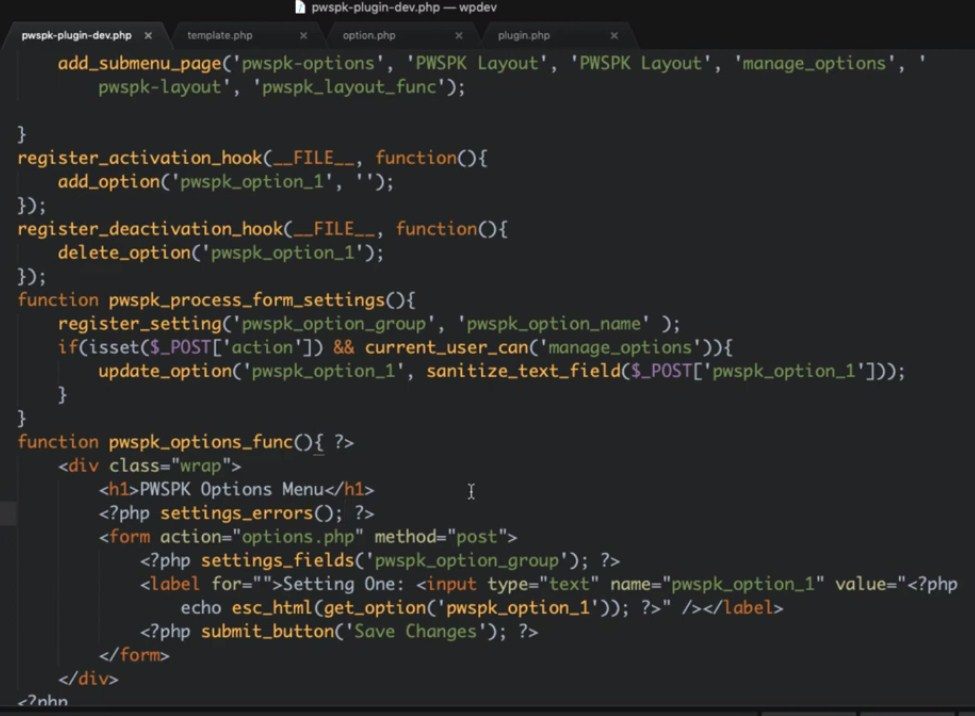 pwspk-plugin-dev.php — wpdev
pwspk-plugin-dev.php × template.php × option.php × plugin.php ×
add_submenu_page('pwspk-options', 'PWSPK Layout', 'PWSPK Layout', 'manage_options', '
pwspk-layout', 'pwspk_layout_func');
}
register_activation_hook(__FILE__, function(){
add_option('pwspk_option_1', '');
});
register_deactivation_hook(__FILE__, function(){
delete_option('pwspk_option_1');
});
function pwspk_process_form_settings(){
register_setting('pwspk_option_group', 'pwspk_option_name' );
if(isset($_POST['action']) && current_user_can('manage_options')){
update_option('pwspk_option_1', sanitize_text_field($_POST['pwspk_option_1']));
}
}
function pwspk_options_func(){ ?>
<div class="wrap">
<h1>PWSPK Options Menu</h1>
<?php settings_errors(); ?>
<form action="options.php" method="post">
<?php settings_fields('pwspk_option_group'); ?>
<label for="">Setting One: <input type="text" name="pwspk_option_1" value="<?php
echo esc_html(get_option('pwspk_option_1')); ?>" /></label>
<?php submit_button('Save Changes'); ?>
</form>
</div>
<?php